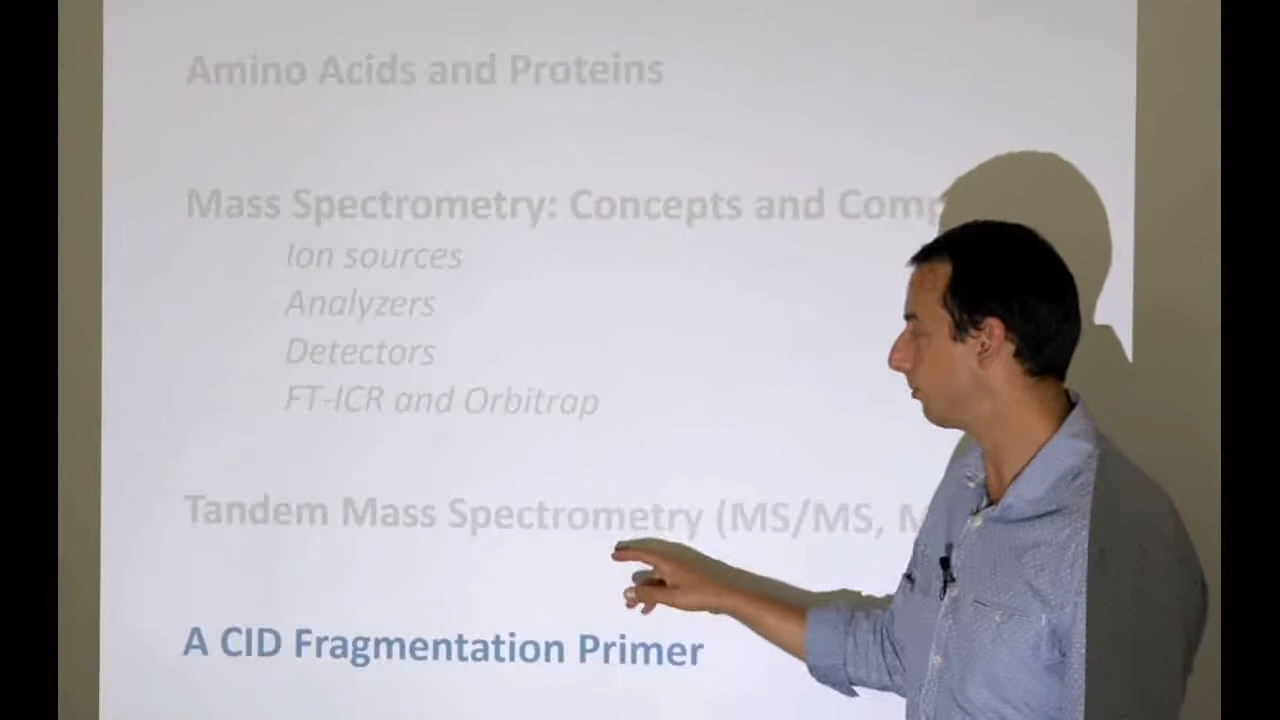 Amino Acids and Proteins
Mass Spectrometry: Concepts and
Ion sources
Analyzers
Detectors
FT-ICR and Orbitrap
Tandem Mass Spectrometry (MS/MS,
A CID Fragmentation Primer